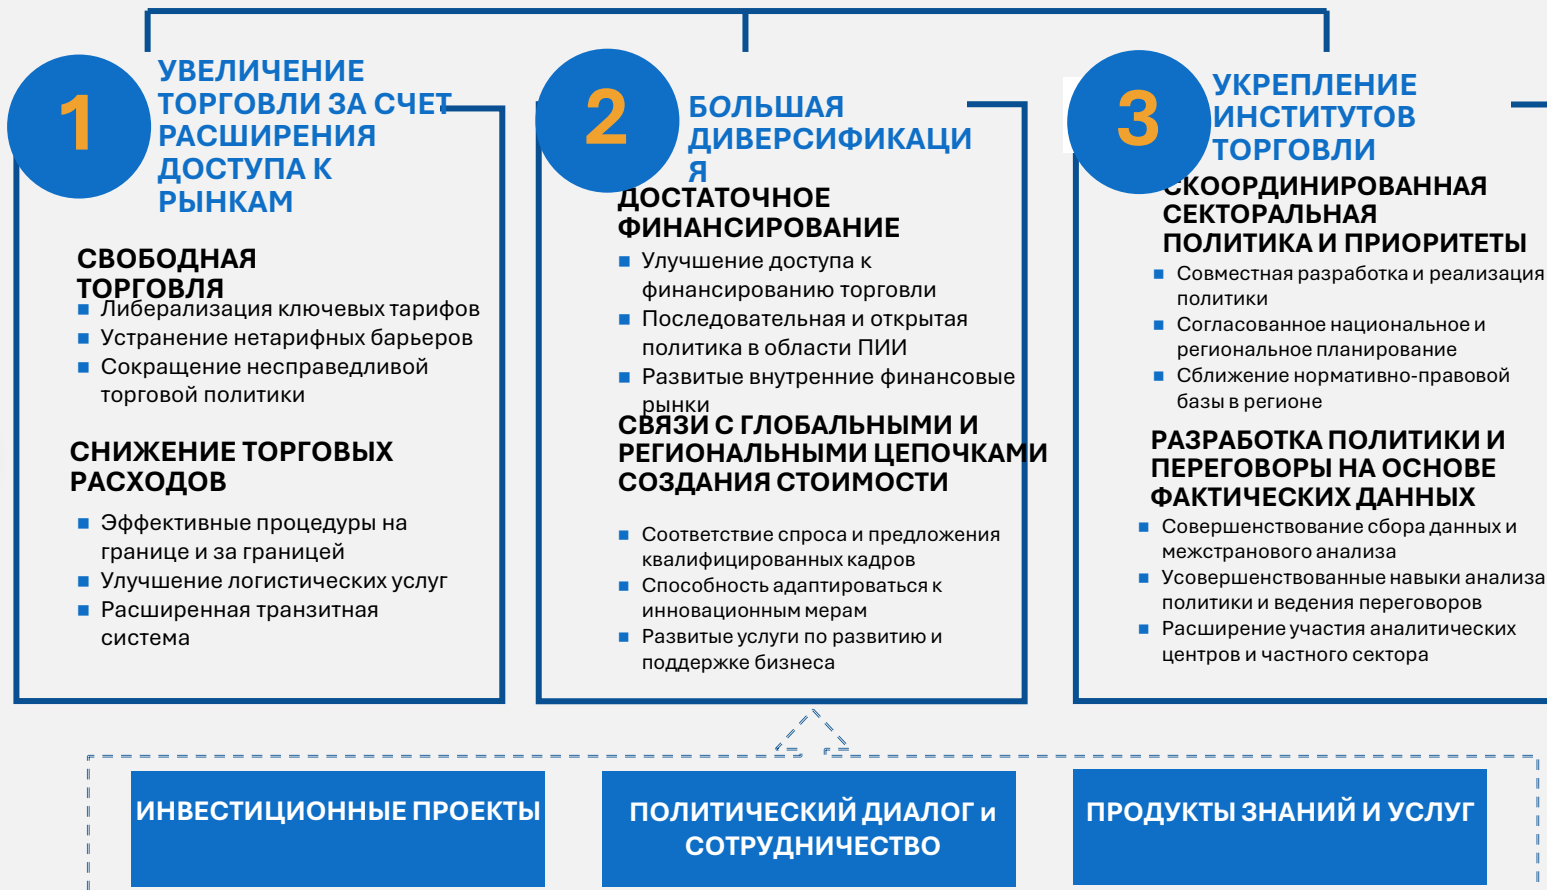 1
УВЕЛИЧЕНИЕ
ТОРГОВЛИ ЗА СЧЕТ
РАСШИРЕНИЯ
ДОСТУПА К
РЫНКАМ
СВОБОДНАЯ
ТОРГОВЛЯ
Либерализация ключевых тарифов
Устранение нетарифных барьеров
Сокращение несправедливой
торговой политики
СНИЖЕНИЕ ТОРГОВЫХ
РАСХОДОВ
Эффективные процедуры на
границе и за границей
Улучшение логистических услуг
Расширенная транзитная
система
2
БОЛЬШАЯ
ДИВЕРСИФИКАЦИ
Я
ДОСТАТОЧНОЕ
ФИНАНСИРОВАНИЕ
Улучшение доступа к
финансированию торговли
Последовательная и открытая
политика в области ПИИ
Развитые внутренние финансовые
рынки
СВЯЗИ С ГЛОБАЛЬНЫМИ И
РЕГИОНАЛЬНЫМИ ЦЕПОЧКАМИ
СОЗДАНИЯ СТОИМОСТИ
Соответствие спроса и предложения
квалифицированных кадров
Способность адаптироваться к
инновационным мерам
Развитые услуги по развитию и
поддержке бизнеса
3
УКРЕПЛЕНИЕ
ИНСТИТУТОВ
ТОРГОВЛИ
СКООРДИНИРОВАННАЯ
СЕКТОРАЛЬНАЯ
ПОЛИТИКА И ПРИОРИТЕТЫ
Совместная разработка и реализация
политики
Согласованное национальное и
региональное планирование
Сближение нормативно-правовой
базы в регионе
РАЗРАБОТКА ПОЛИТИКИ И
ПЕРЕГОВОРЫ НА ОСНОВЕ
ФАКТИЧЕСКИХ ДАННЫХ
Совершенствование сбора данных и
межстранового анализа
Усовершенствованные навыки анализа
политики и ведения переговоров
Расширение участия аналитических
центров и частного сектора
ИНВЕСТИЦИОННЫЕ ПРОЕКТЫ
ПОЛИТИЧЕСКИЙ ДИАЛОГ и
СОТРУДНИЧЕСТВО
ПРОДУКТЫ ЗНАНИЙ И УСЛУГ